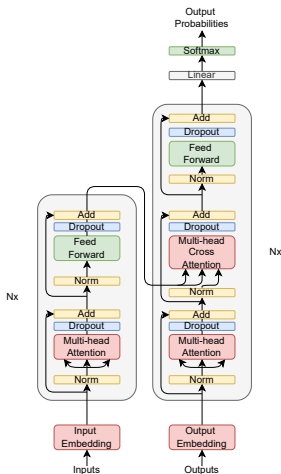 Output
Probabilities
Softmax
Linear
Add
Dropout
Feed
Forward
Norm
Add
Dropout
Multi-head
Cross
Attention
Norm
Add
Dropout
Multi-head
Attention
Norm
Nx
Output
Embedding
Outputs
Add
Dropout
Feed
Forward
Norm
Add
Dropout
Multi-head
Attention
Norm
Nx
Input
Embedding
Inputs